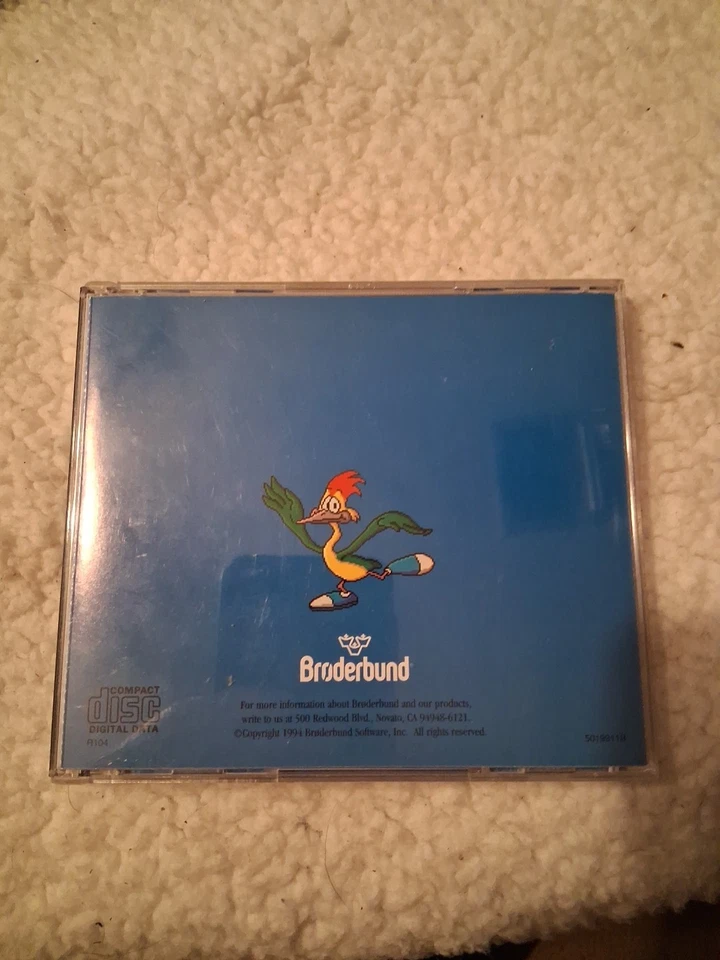 Brøderbund
COMPACT
disc
DIGITAL DATA
R104
For more information about Brøderbund and our products,
write to us at 500 Redwood Blvd., Novato, CA 94948-6121.
©Copyright 1994 Brøderbund Software, Inc. All rights reserved.